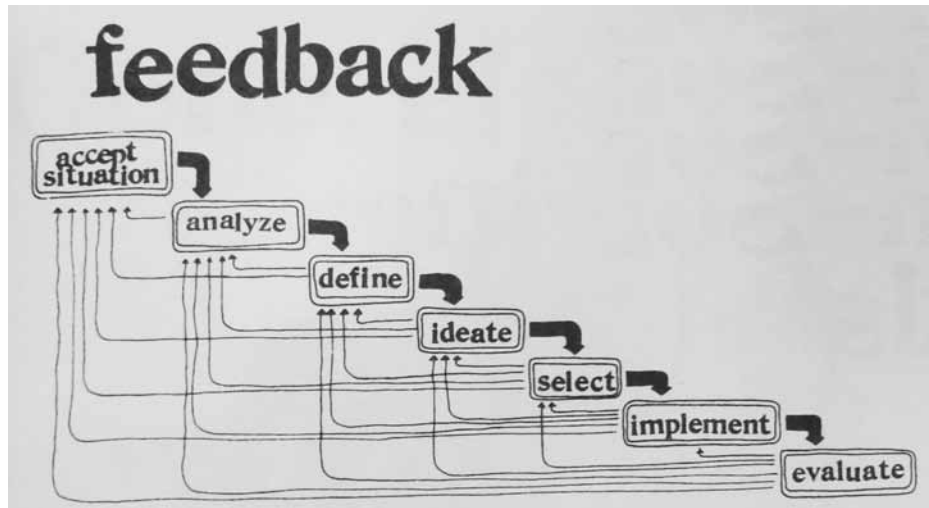 feedback
accept
situation
analyze
define
ideate
select
implement
evaluate